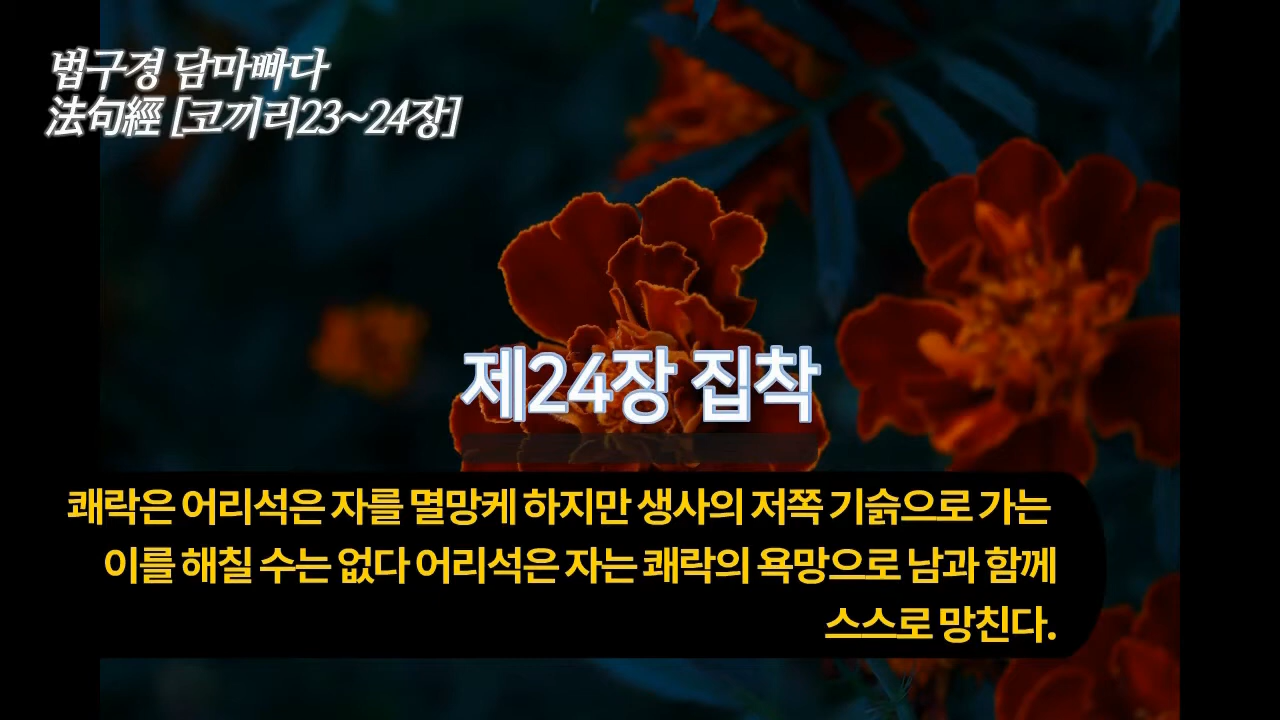 법구경 담마빠다
法句經 [코끼리23~24장]
제24장 집착
쾌락은 어리석은 자를 멸망케 하지만 생사의 저쪽 기슭으로 가는
이를 해칠 수는 없다 어리석은 자는 쾌락의 욕망으로 남과 함께
스스로 망친다.